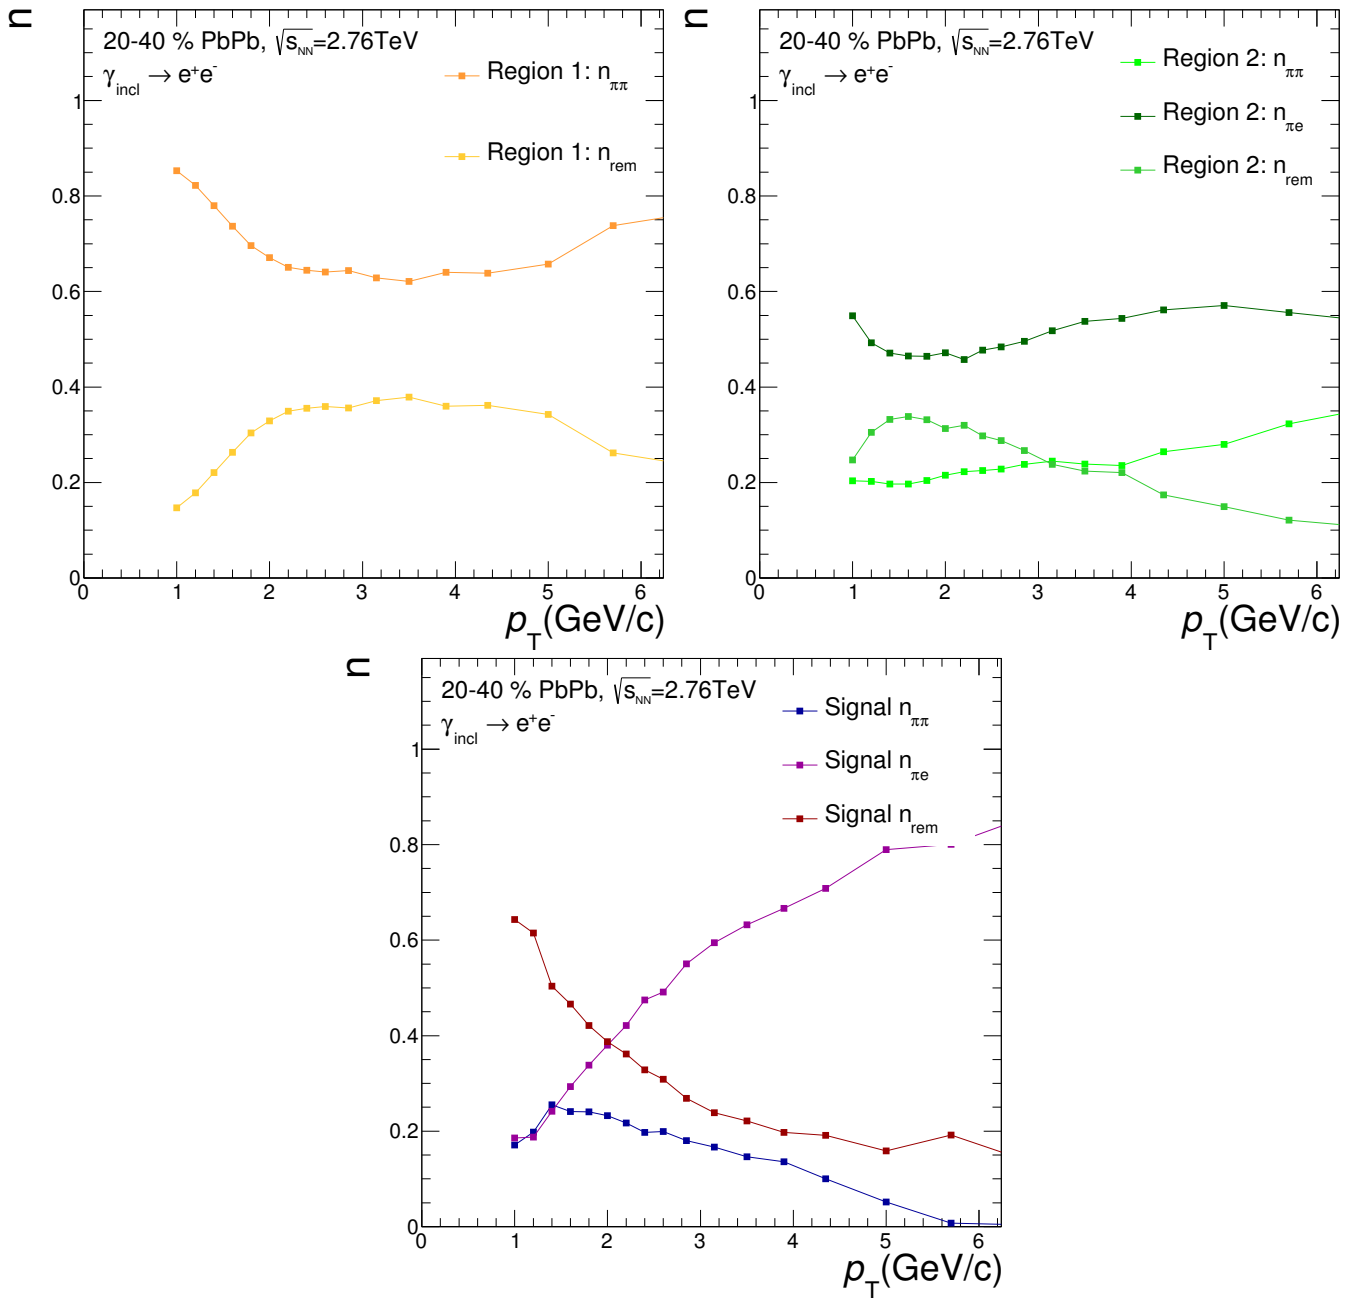 n
20-40 % PbPb, √s_NN=2.76TeV
γ_incl → e⁺e⁻
Region 1: n_ππ
Region 1: n_rem
1
0.8
0.6
0.4
0.2
0
0 1 2 3 4 5 6
p_T(GeV/c)
n
20-40 % PbPb, √s_NN=2.76TeV
γ_incl → e⁺e⁻
Region 2: n_ππ
Region 2: n_πe
Region 2: n_rem
1
0.8
0.6
0.4
0.2
0
0 1 2 3 4 5 6
p_T(GeV/c)
n
20-40 % PbPb, √s_NN=2.76TeV
γ_incl → e⁺e⁻
Signal n_ππ
Signal n_πe
Signal n_rem
1
0.8
0.6
0.4
0.2
0
0 1 2 3 4 5 6
p_T(GeV/c)